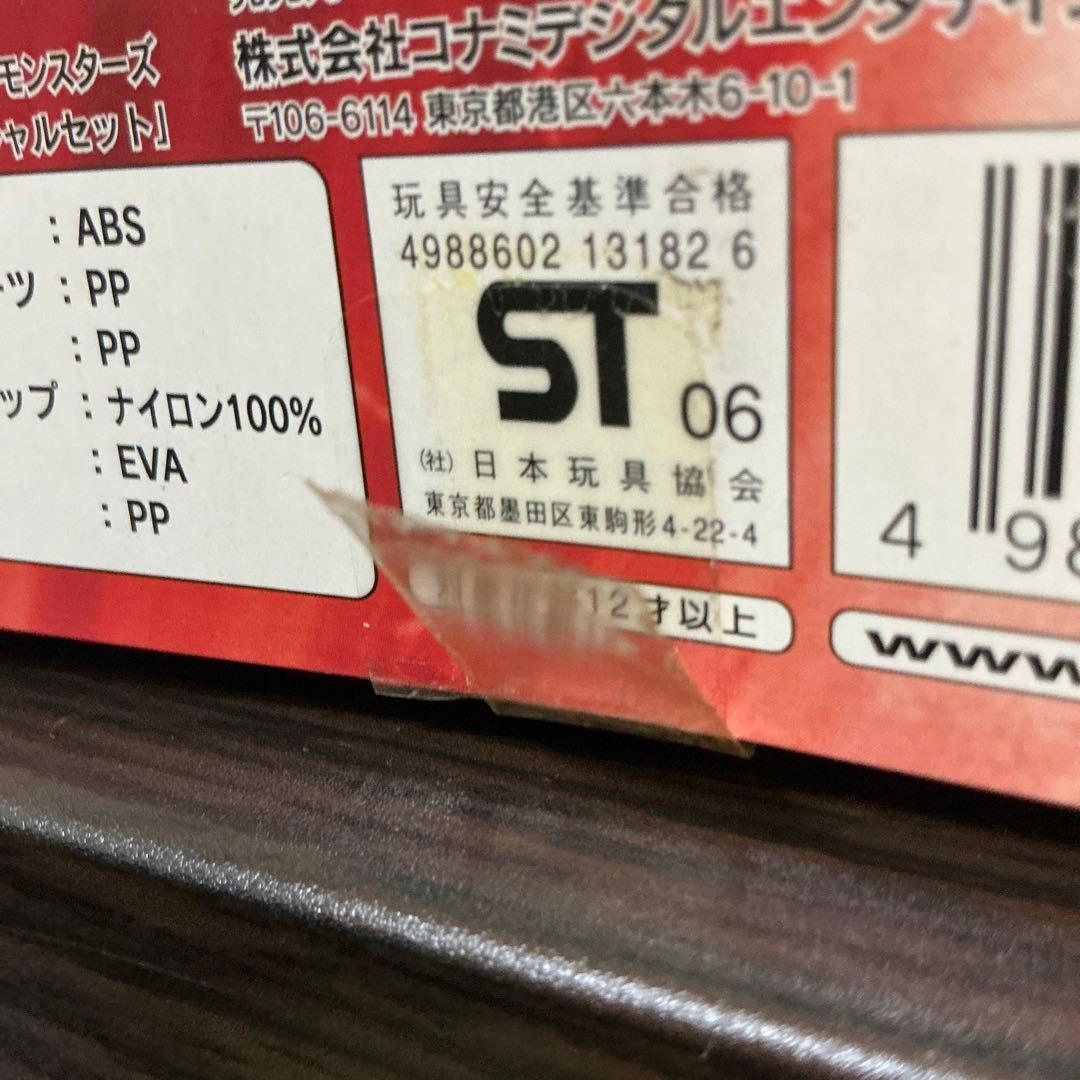 モンスターズ
ャルセット」
株式会社コナミデジタルエンタテイ
〒106-6114 東京都港区六本木6-10-1
: ABS
ーツ : PP
: PP
ップ : ナイロン100%
: EVA
: PP
玩具安全基準合格
4988602 13182 6
ST 06
(社) 日本玩具協会
東京都墨田区東駒形4-22-4
12才以上
4 98
www